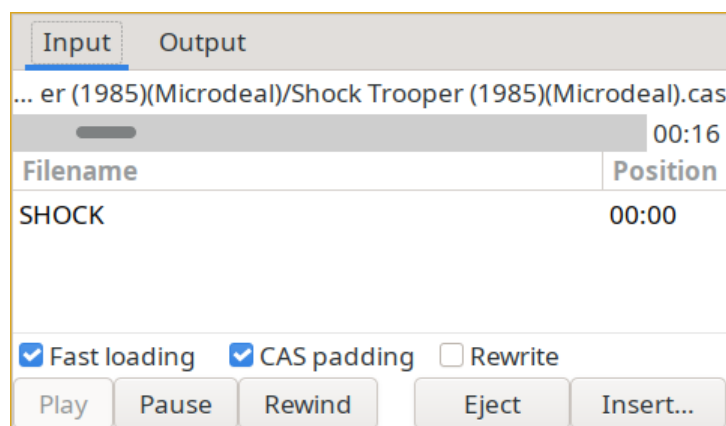 Input Output
... er (1985)(Microdeal)/Shock Trooper (1985)(Microdeal).cas
00:16
Filename Position
SHOCK 00:00
Fast loading CAS padding Rewrite
Play Pause Rewind Eject Insert...